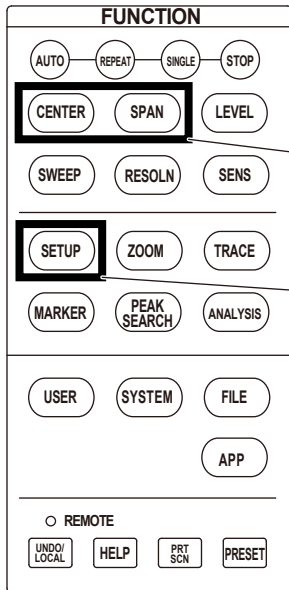 FUNCTION
AUTO REPEAT SINGLE STOP
CENTER SPAN LEVEL
SWEEP RESOLN SENS
SETUP ZOOM TRACE
MARKER PEAK SEARCH ANALYSIS
USER SYSTEM FILE
APP
REMOTE
UNDO/ LOCAL HELP PRT SCN PRESET